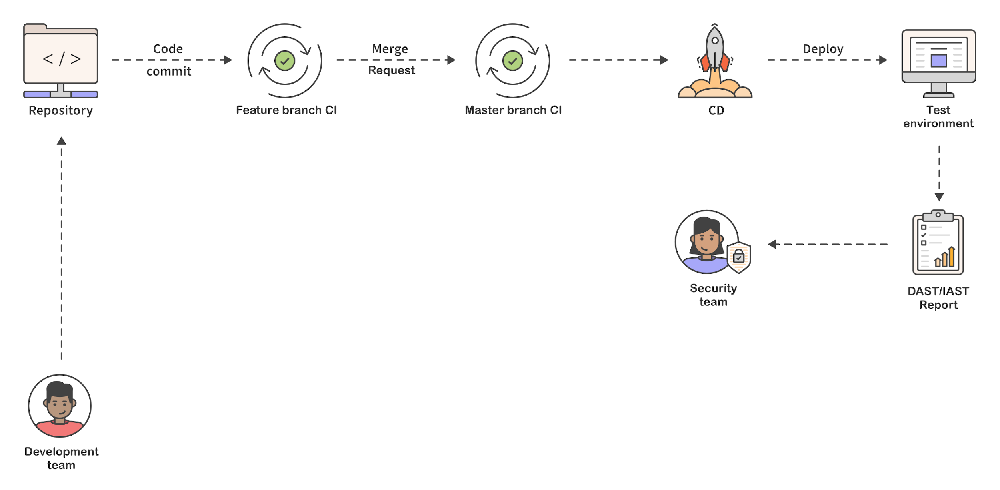 </>
Code
commit
Merge
Request
Deploy
Repository
Feature branch CI
Master branch CI
CD
Test
environment
Security
team
DAST/IAST
Report
Development
team